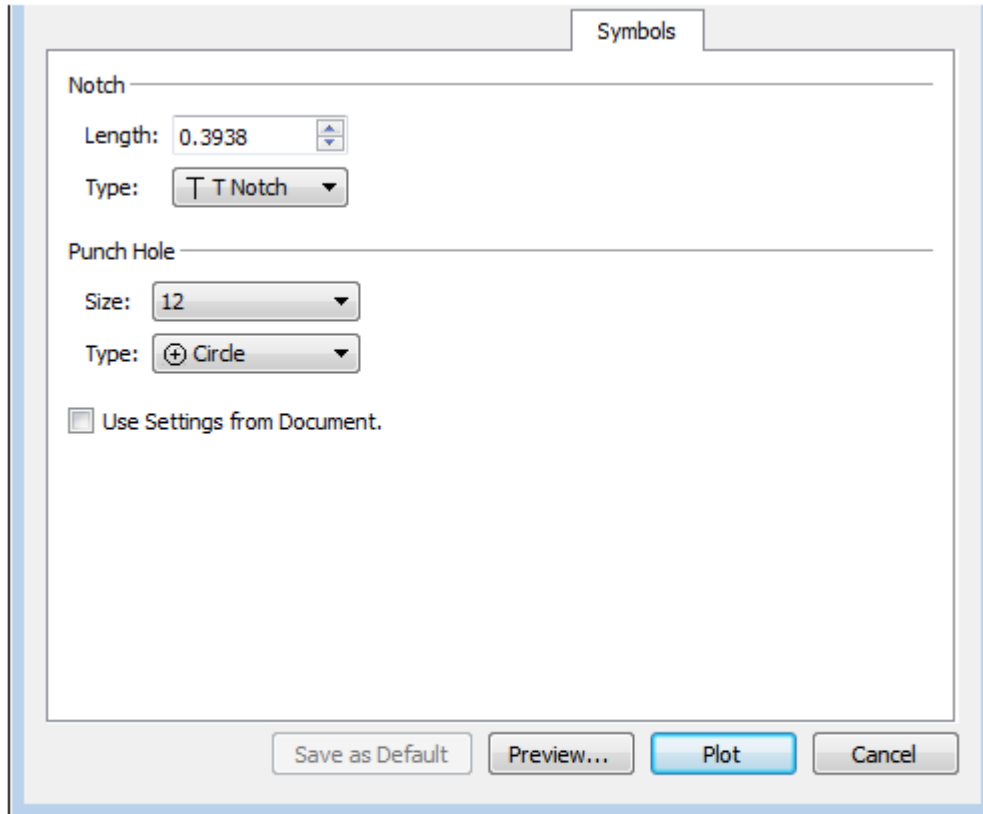 Symbols
Notch
Length: 0.3938
Type: T Notch
Punch Hole
Size: 12
Type: Circle
Use Settings from Document.
Save as Default Preview... Plot Cancel